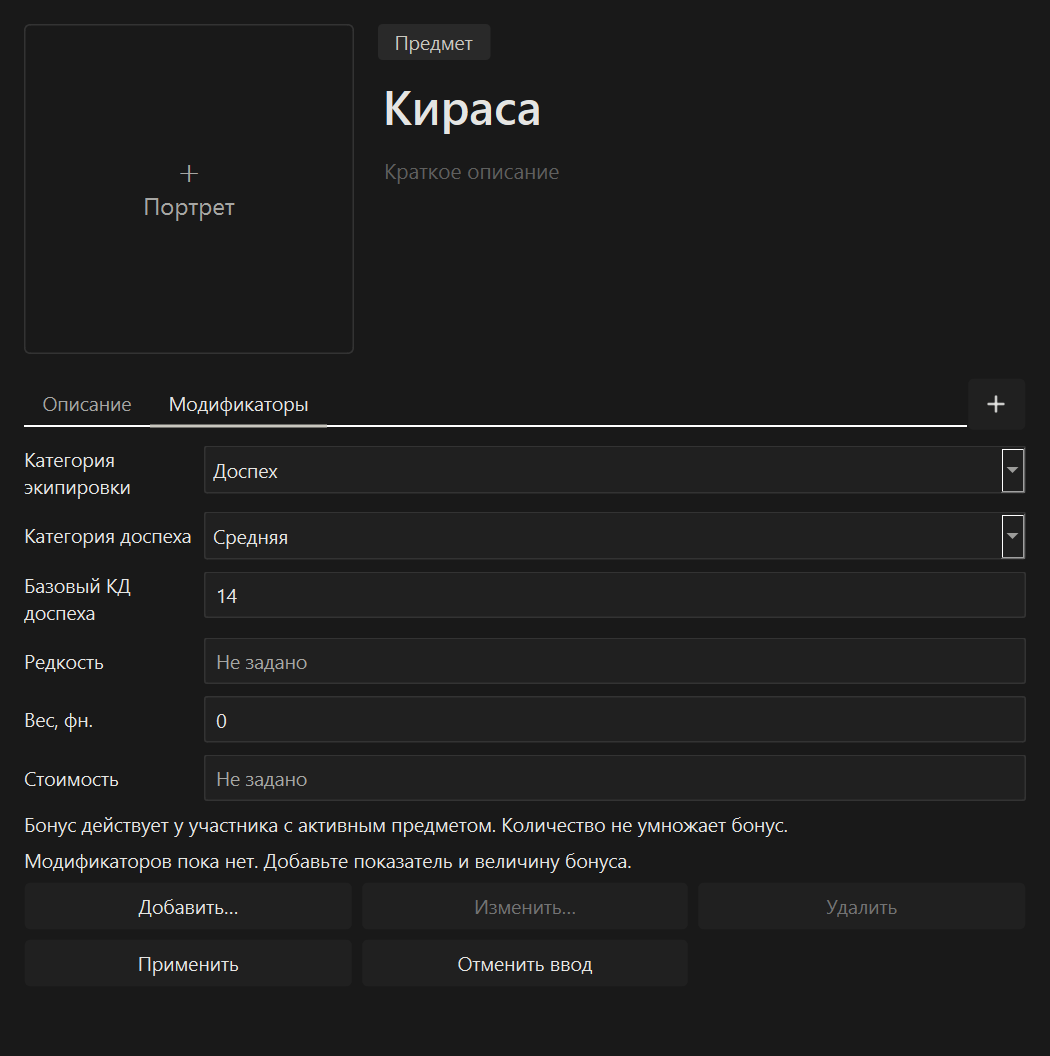 Предмет
Кираса
Краткое описание
+
Портрет
Описание
Модификаторы
+
Категория
экипировки
Доспех
Категория доспеха
Средняя
Базовый КД
доспеха
14
Редкость
Не задано
Вес, фн.
0
Стоимость
Не задано
Бонус действует у участника с активным предметом. Количество не умножает бонус.
Модификаторов пока нет. Добавьте показатель и величину бонуса.
Добавить...
Изменить...
Удалить
Применить
Отменить ввод